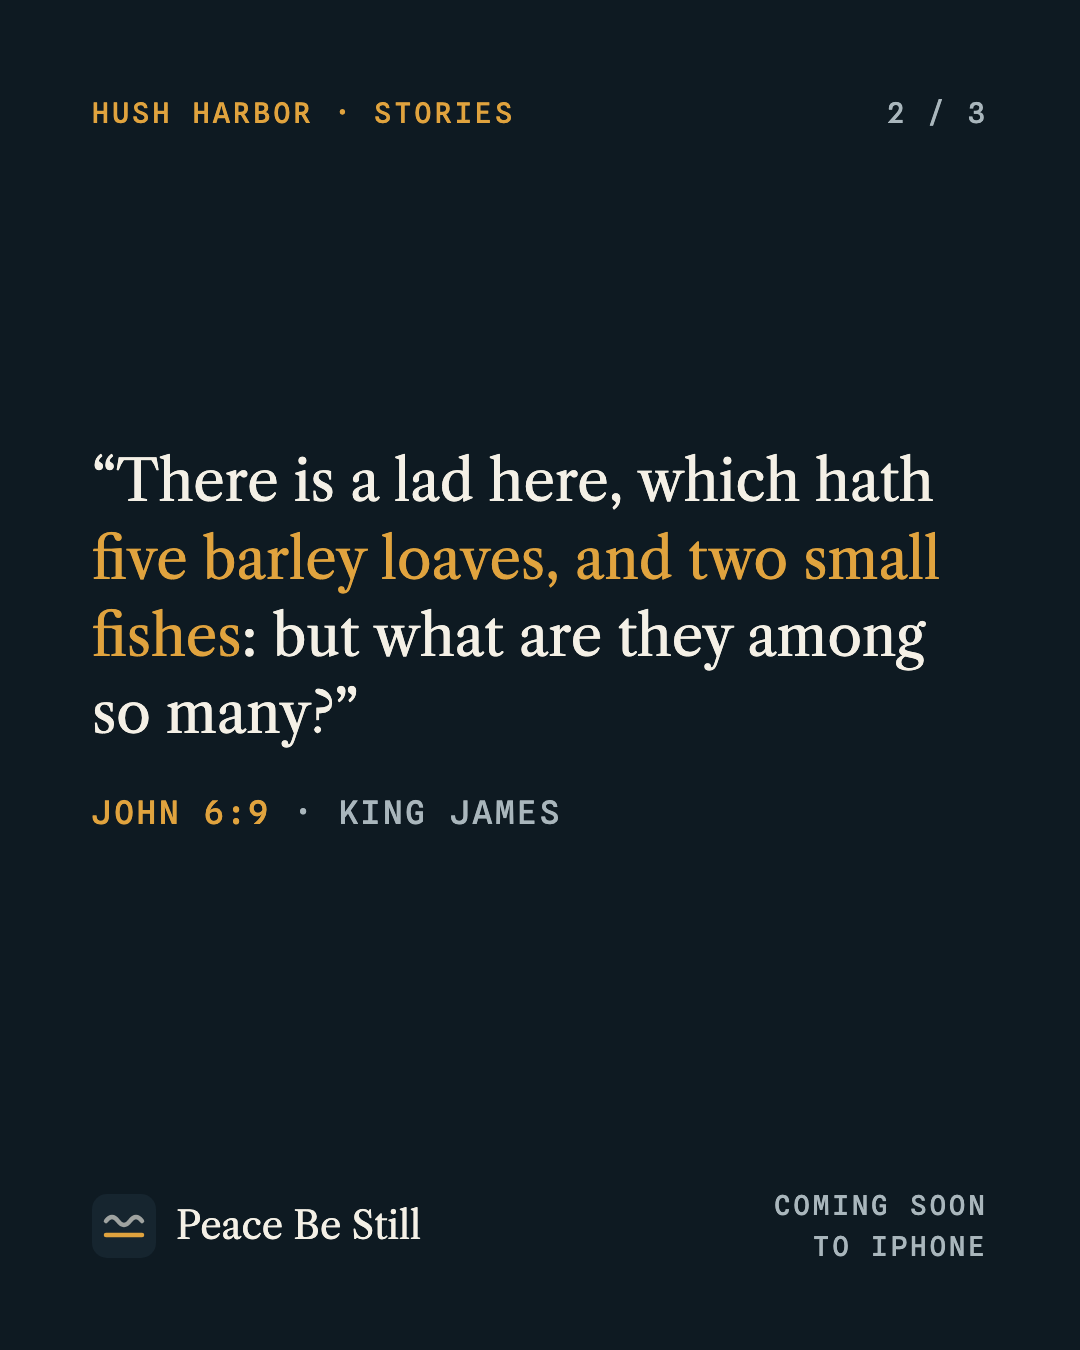 HUSH HARBOR · STORIES
2 / 3
“There is a lad here, which hath
five barley loaves, and two small
fishes: but what are they among
so many?”
JOHN 6:9 · KING JAMES
Peace Be Still
COMING SOON
TO IPHONE